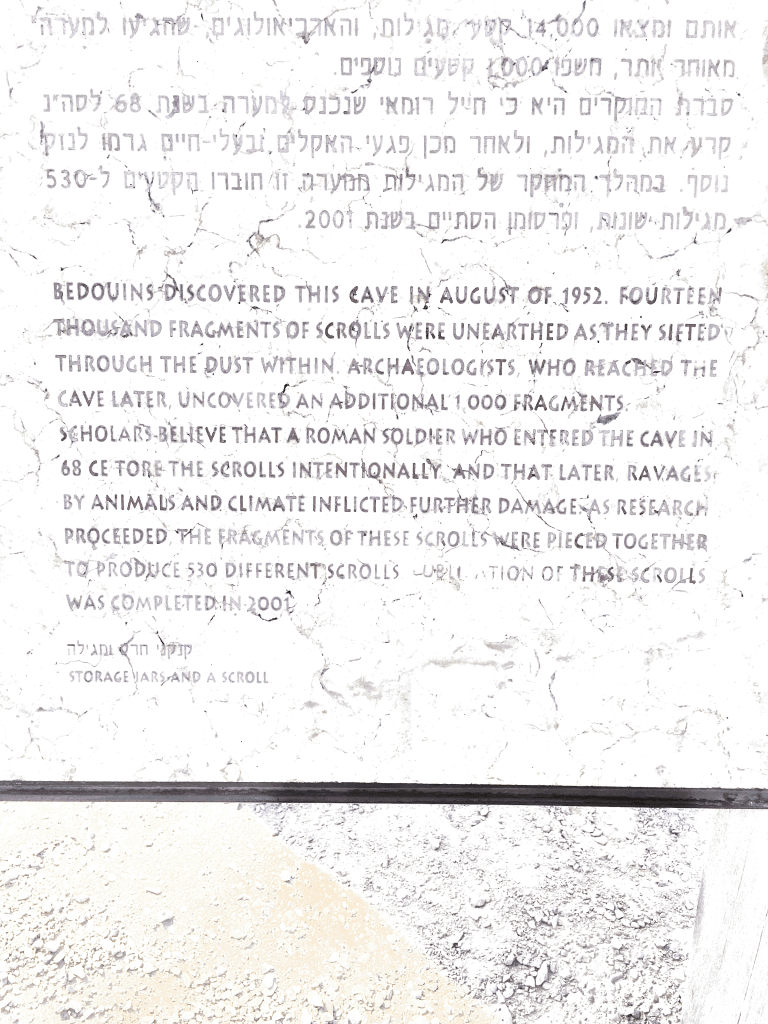 אותם ומצאו 14,000 קטעי מגילות, והארכיאולוגים, שהגיעו למערה
מאוחר יותר, חשפו 1,000 קטעים נוספים.
סברת החוקרים היא כי חייל רומאי שנכנס למערה בשנת 68 לסה"נ
קרע את המגילות, ולאחר מכן פגעי האקלים ובעלי-חיים גרמו לנזק
נוסף. במהלך המחקר של המגילות ממערה זו חוברו הקטעים ל-530
מגילות שונות, ופרסומן הסתיים בשנת 2001.
BEDOUINS DISCOVERED THIS CAVE IN AUGUST OF 1952. FOURTEEN
THOUSAND FRAGMENTS OF SCROLLS WERE UNEARTHED AS THEY SIFTED
THROUGH THE DUST WITHIN. ARCHAEOLOGISTS, WHO REACHED THE
CAVE LATER, UNCOVERED AN ADDITIONAL 1,000 FRAGMENTS.
SCHOLARS BELIEVE THAT A ROMAN SOLDIER WHO ENTERED THE CAVE IN
68 CE TORE THE SCROLLS INTENTIONALLY, AND THAT LATER, RAVAGES
BY ANIMALS AND CLIMATE INFLICTED FURTHER DAMAGE. AS RESEARCH
PROCEEDED, THE FRAGMENTS OF THESE SCROLLS WERE PIECED TOGETHER
TO PRODUCE 530 DIFFERENT SCROLLS. PUBLICATION OF THESE SCROLLS
WAS COMPLETED IN 2001.
קנקני חרס ומגילה
STORAGE JARS AND A SCROLL